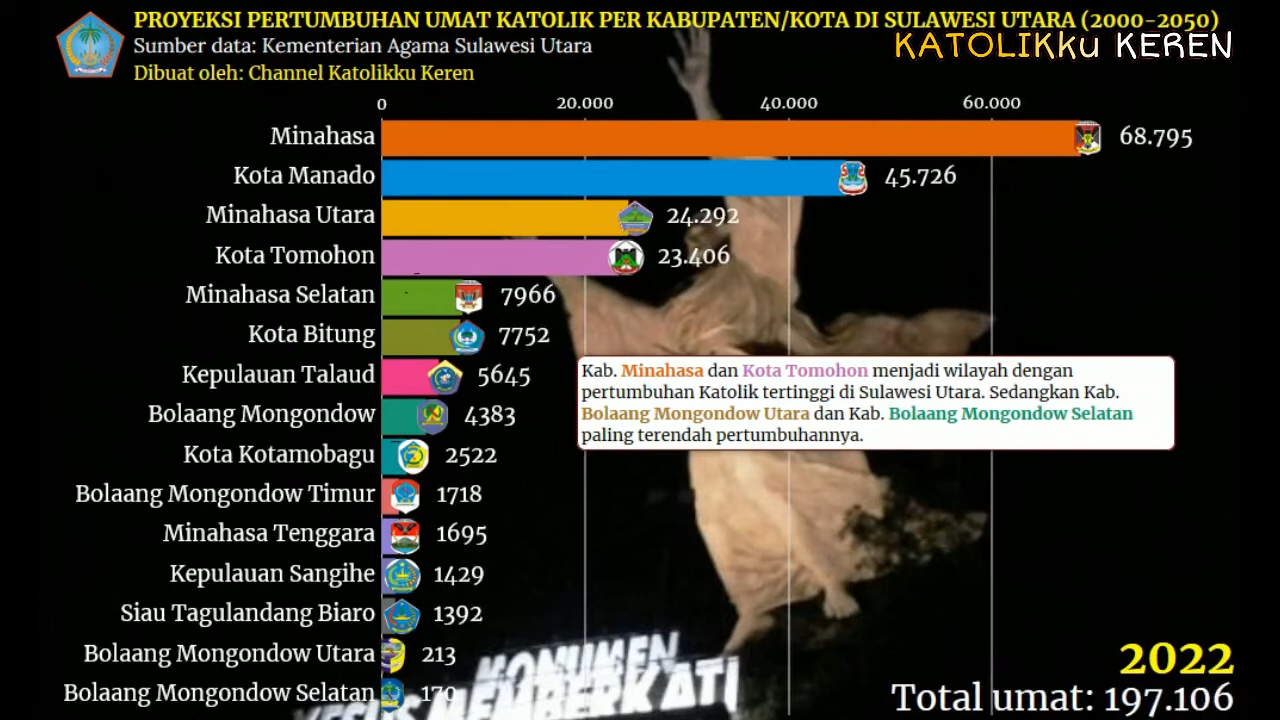 PROYEKSI PERTUMBUHAN UMAT KATOLIK PER KABUPATEN/KOTA DI SULAWESI UTARA (2000-2050)
Sumber data: Kementerian Agama Sulawesi Utara
KATOLIKku KEREN
Dibuat oleh: Channel Katolikku Keren
0 20.000 40.000 60.000
Minahasa 68.795
Kota Manado 45.726
Minahasa Utara 24.292
Kota Tomohon 23.406
Minahasa Selatan 7966
Kota Bitung 7752
Kepulauan Talaud 5645
Kab. Minahasa dan Kota Tomohon menjadi wilayah dengan
pertumbuhan Katolik tertinggi di Sulawesi Utara. Sedangkan Kab.
Bolaang Mongondow Utara dan Kab. Bolaang Mongondow Selatan
paling terendah pertumbuhannya.
Bolaang Mongondow 4383
Kota Kotamobagu 2522
Bolaang Mongondow Timur 1718
Minahasa Tenggara 1695
Kepulauan Sangihe 1429
Siau Tagulandang Biaro 1392
Bolaang Mongondow Utara 213
Bolaang Mongondow Selatan 170
MONUMEN
MEMBERKATI
2022
Total umat: 197.106